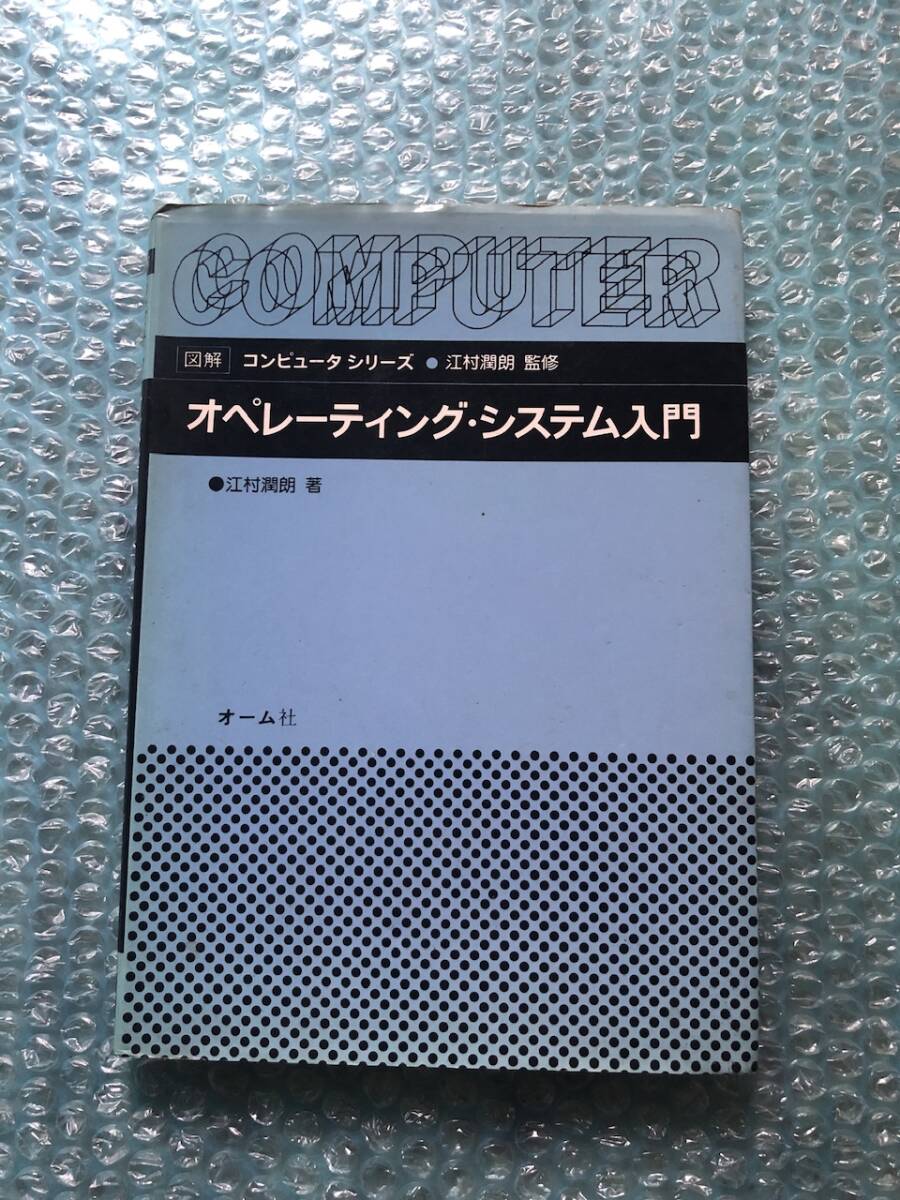 COMPUTER
図解 コンピュータ シリーズ ● 江村潤朗 監修
オペレーティング・システム入門
●江村潤朗 著
オーム社